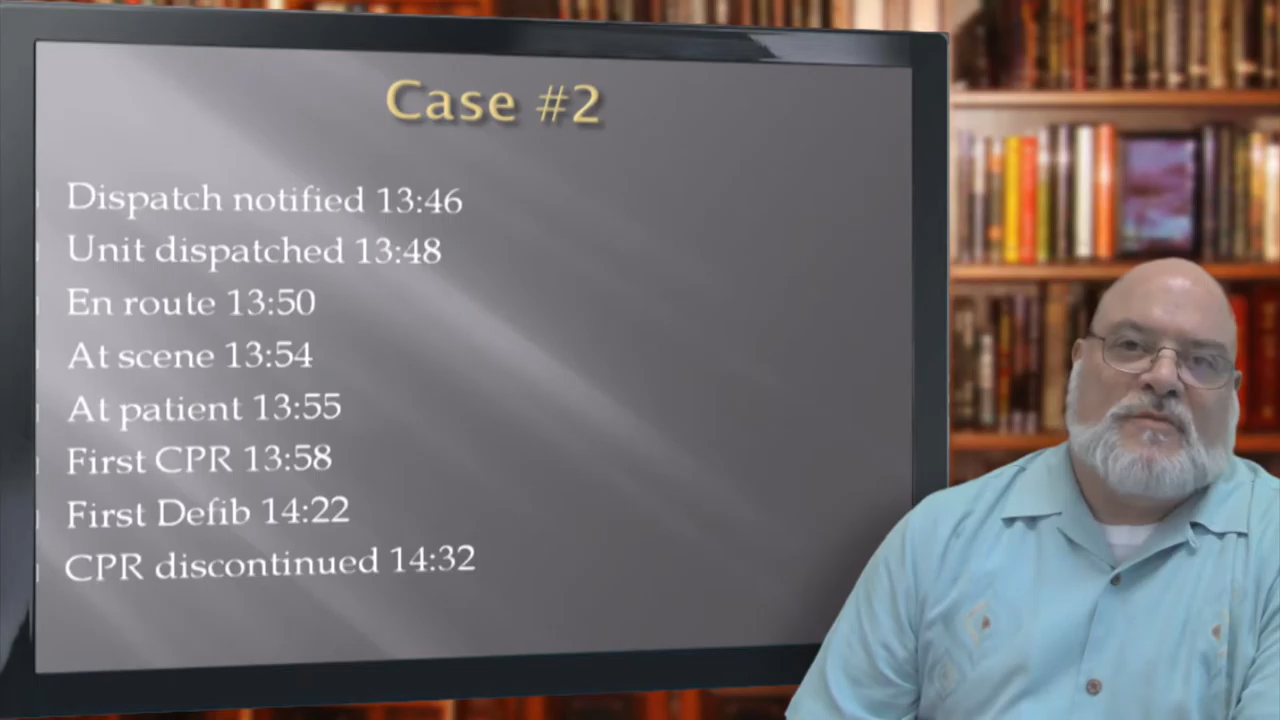 Case #2
Dispatch notified 13:46
Unit dispatched 13:48
En route 13:50
At scene 13:54
At patient 13:55
First CPR 13:58
First Defib 14:22
CPR discontinued 14:32